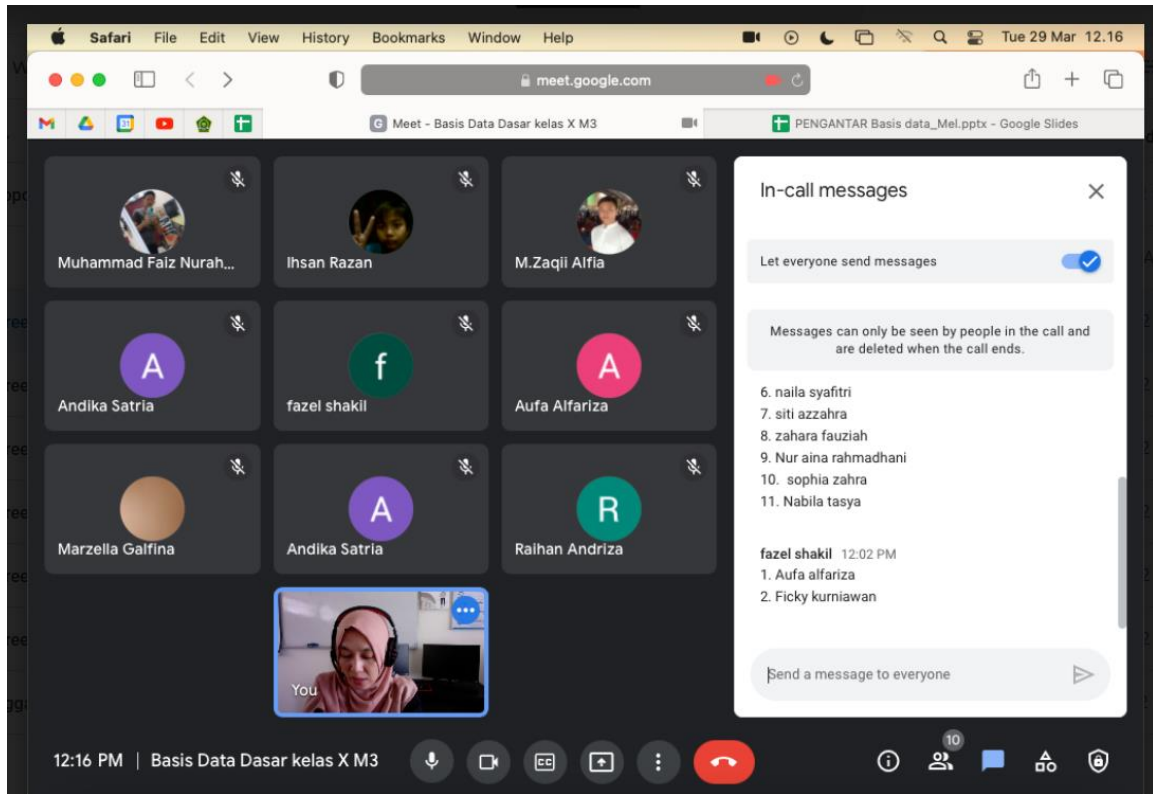 Safari File Edit View History Bookmarks Window Help Tue 29 Mar 12.16
meet.google.com
G Meet - Basis Data Dasar kelas X M3 PENGANTAR Basis data_Mel.pptx - Google Slides
Muhammad Faiz Nurah...
Ihsan Razan
M.Zaqii Alfia
A
Andika Satria
f
fazel shakil
A
Aufa Alfariza
Marzella Galfina
A
Andika Satria
R
Raihan Andriza
You
In-call messages
Let everyone send messages
Messages can only be seen by people in the call and
are deleted when the call ends.
6. naila syafitri
7. siti azzahra
8. zahara fauziah
9. Nur aina rahmadhani
10. sophia zahra
11. Nabila tasya
fazel shakil 12:02 PM
1. Aufa alfariza
2. Ficky kurniawan
Send a message to everyone
12:16 PM | Basis Data Dasar kelas X M3
CC
10